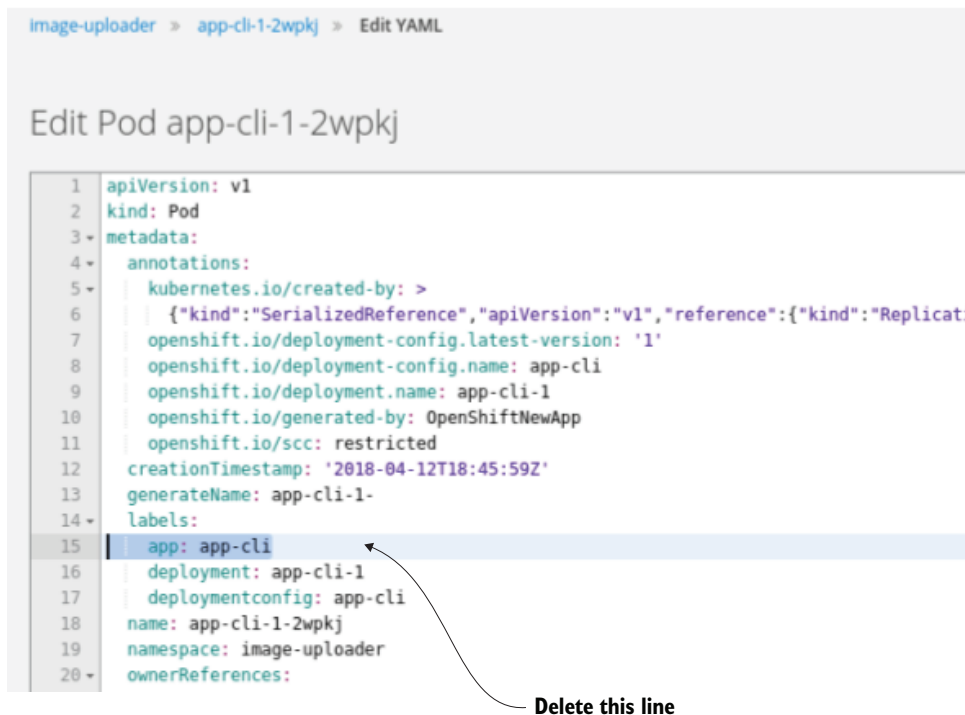 image-uploader » app-cli-1-2wpkj » Edit YAML
Edit Pod app-cli-1-2wpkj
1 apiVersion: v1
2 kind: Pod
3 metadata:
4 annotations:
5 kubernetes.io/created-by: >
6 {"kind":"SerializedReference","apiVersion":"v1","reference":{"kind":"Replicat
7 openshift.io/deployment-config.latest-version: '1'
8 openshift.io/deployment-config.name: app-cli
9 openshift.io/deployment.name: app-cli-1
10 openshift.io/generated-by: OpenShiftNewApp
11 openshift.io/scc: restricted
12 creationTimestamp: '2018-04-12T18:45:59Z'
13 generateName: app-cli-1-
14 labels:
15 app: app-cli
16 deployment: app-cli-1
17 deploymentconfig: app-cli
18 name: app-cli-1-2wpkj
19 namespace: image-uploader
20 ownerReferences:
Delete this line